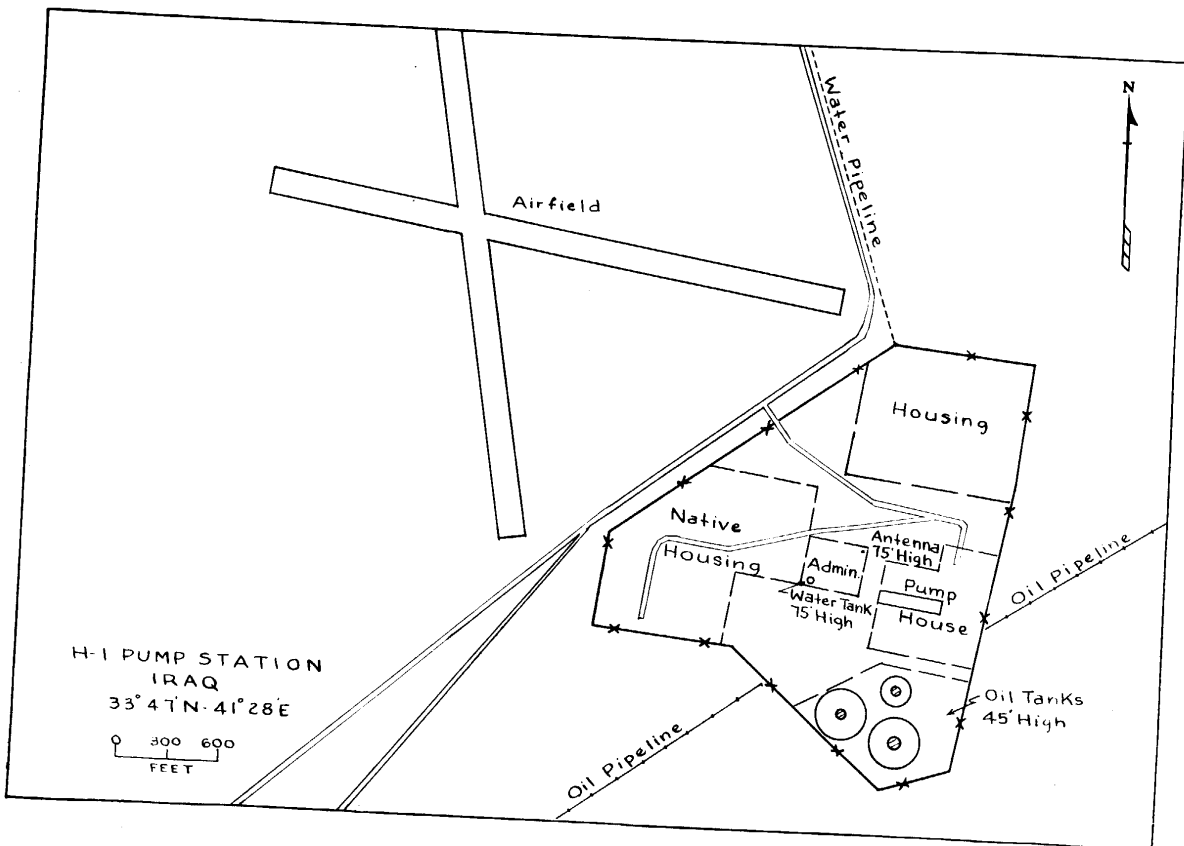 N
Water Pipeline
Airfield
Housing
Native
Housing
Antenna
75' High
Admin.
Pump
House
Water Tank
75' High
Oil Pipeline
H-1 PUMP STATION
IRAQ
33° 47'N-41° 28'E
0 300 600
FEET
Oil Tanks
45' High
Oil Pipeline